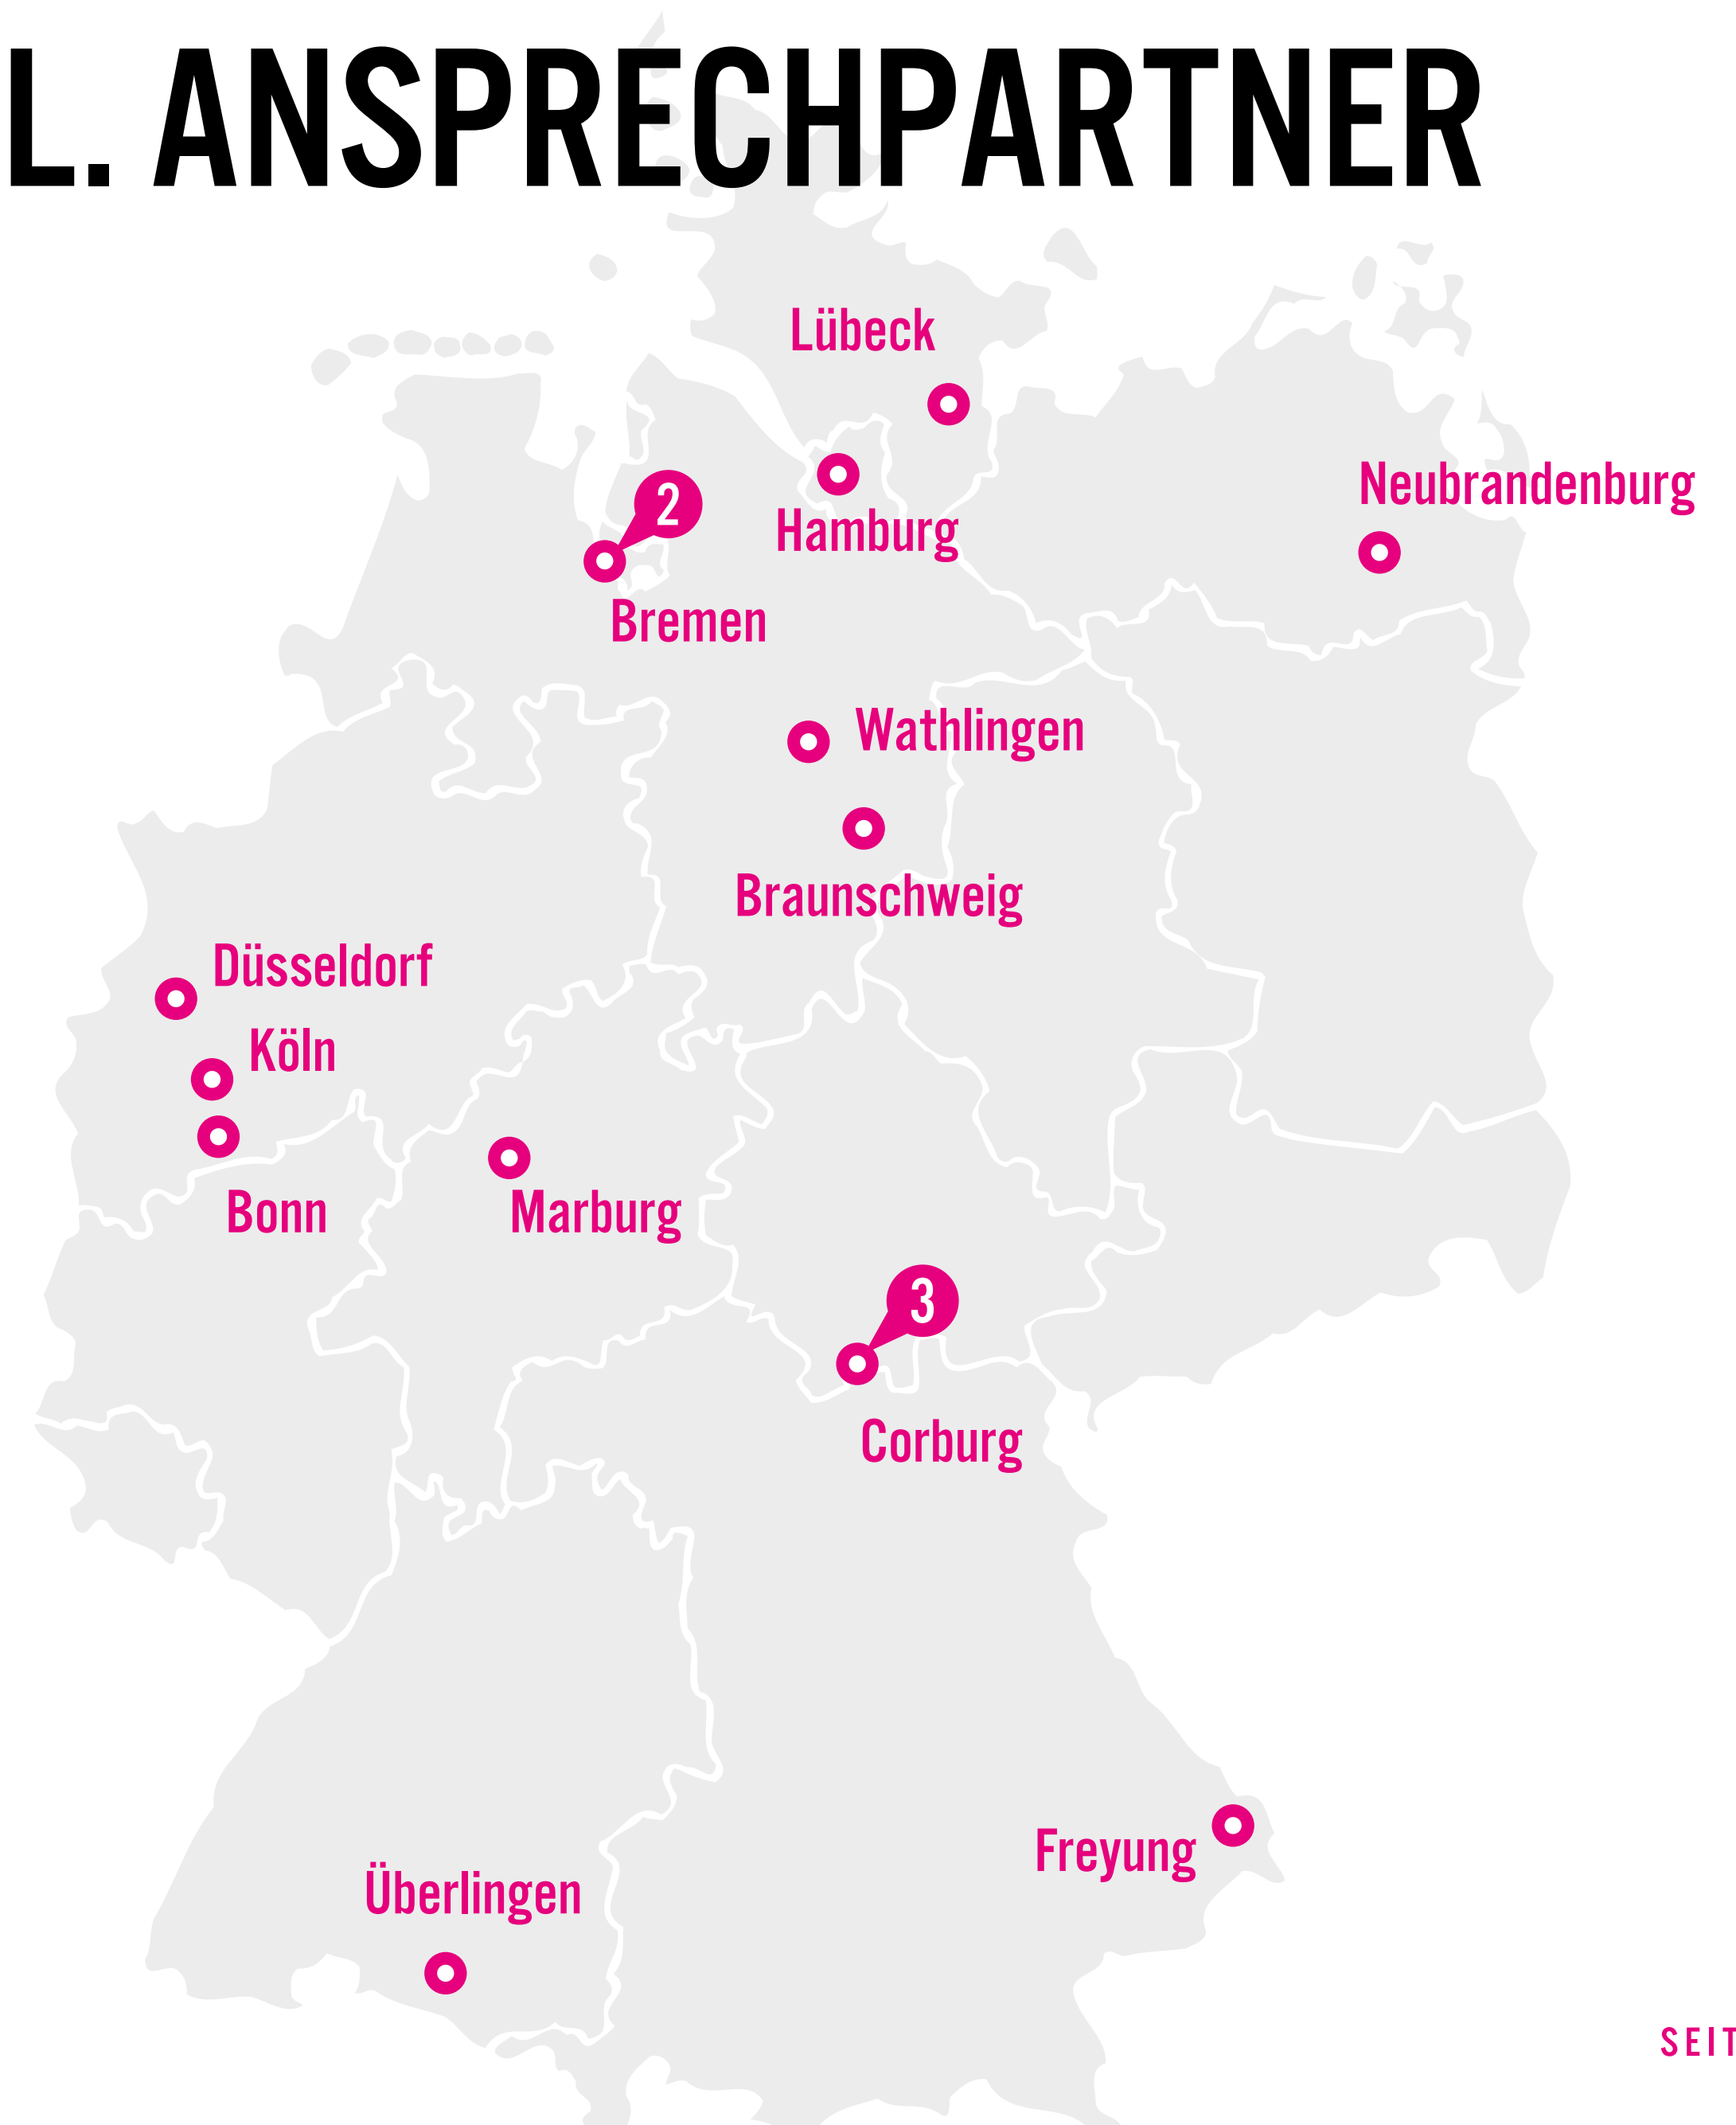 L. ANSPRECHPARTNER
Lübeck
Neubrandenburg
2
Hamburg
Bremen
Wathlingen
Braunschweig
Düsseldorf
Köln
Bonn
Marburg
3
Corburg
Freyung
Überlingen
SEIT